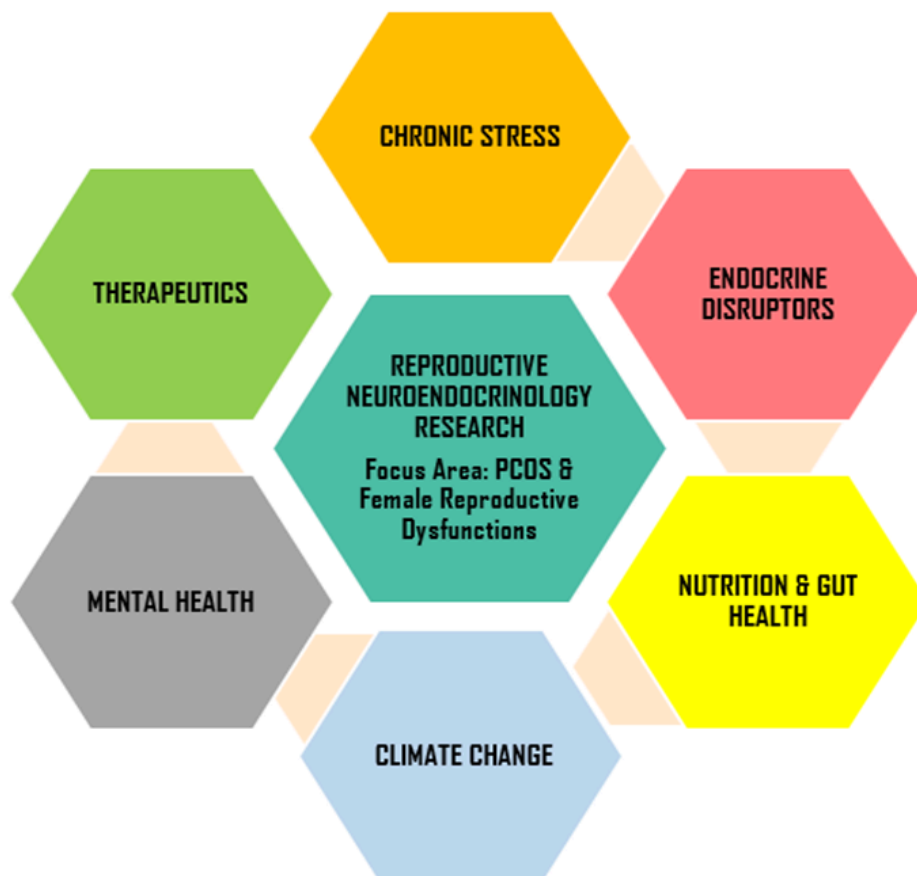 CHRONIC STRESS
THERAPEUTICS
ENDOCRINE
DISRUPTORS
REPRODUCTIVE
NEUROENDOCRINOLOGY
RESEARCH
Focus Area: PCOS &
Female Reproductive
Dysfunctions
MENTAL HEALTH
NUTRITION & GUT
HEALTH
CLIMATE CHANGE